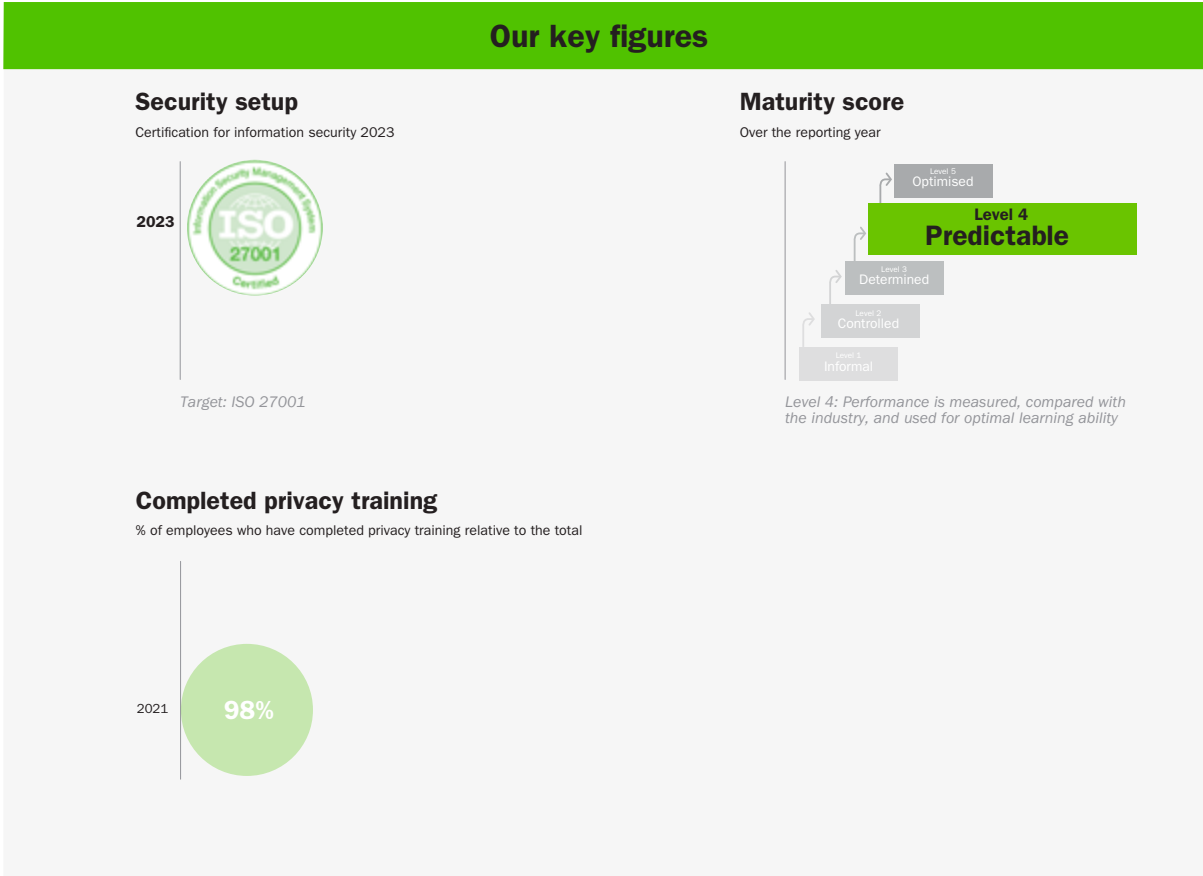 Our key figures
Security setup
Certification for information security 2023
2023
Information Security Management System
ISO
27001
Certified
Target: ISO 27001
Maturity score
Over the reporting year
Level 5
Optimised
Level 4
Predictable
Level 3
Determined
Level 2
Controlled
Level 1
Informal
Level 4: Performance is measured, compared with
the industry, and used for optimal learning ability
Completed privacy training
% of employees who have completed privacy training relative to the total
2021
98%